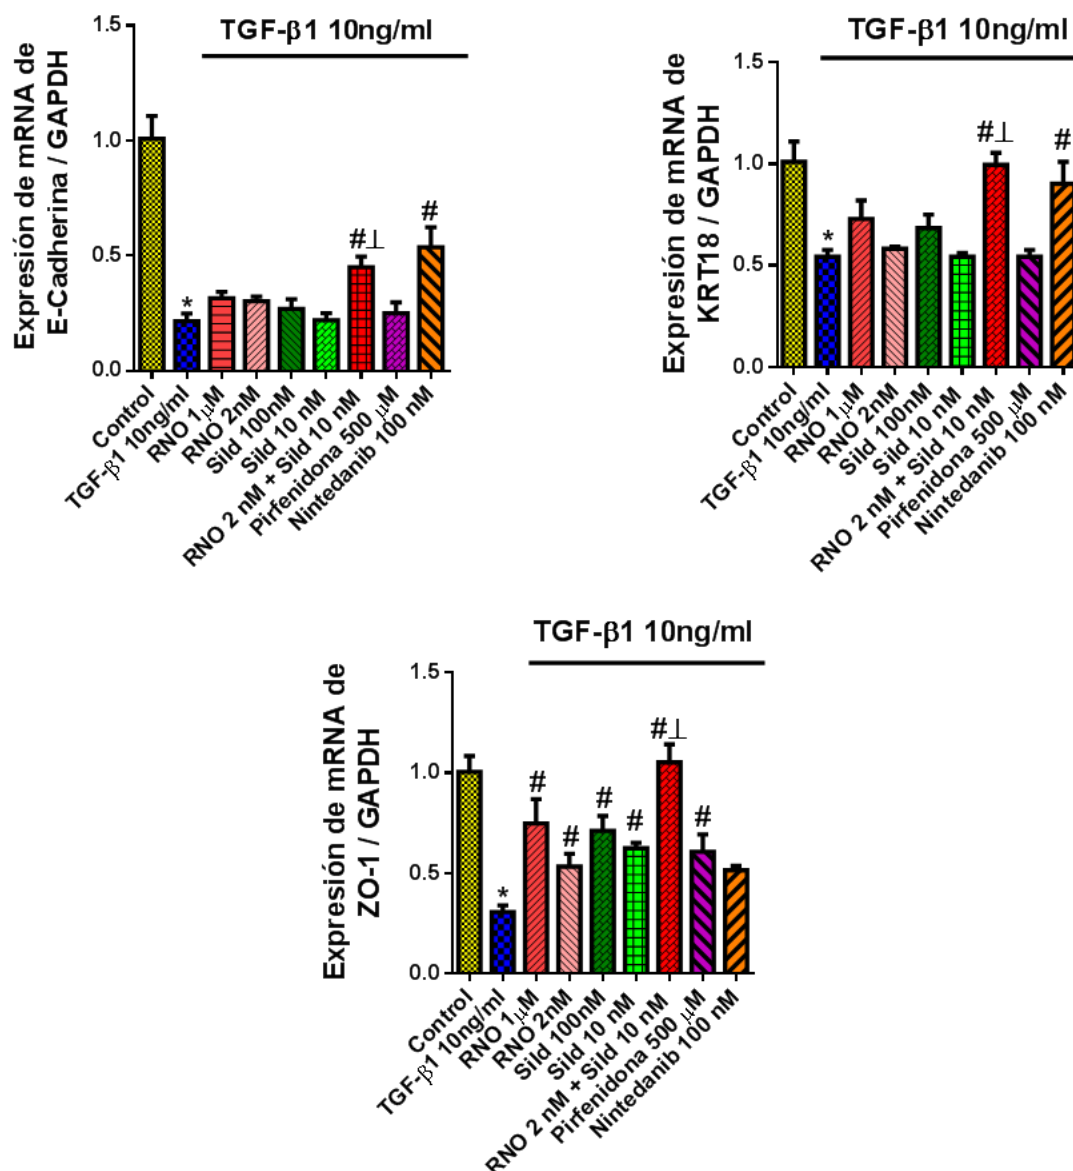 TGF-β1 10ng/ml
Expresión de mRNA de
E-Cadherina / GAPDH
1.5
1.0
0.5
0.0
*
#⊥
#
Control
TGF-β1 10ng/ml
RNO 1μM
RNO 2nM
Sild 100nM
Sild 10 nM
RNO 2 nM + Sild 10 nM
Pirfenidona 500 μM
Nintedanib 100 nM
TGF-β1 10ng/ml
Expresión de mRNA de
KRT18 / GAPDH
1.5
1.0
0.5
0.0
*
#⊥
#
Control
TGF-β1 10ng/ml
RNO 1μM
RNO 2nM
Sild 100nM
Sild 10 nM
RNO 2 nM + Sild 10 nM
Pirfenidona 500 μM
Nintedanib 100 nM
TGF-β1 10ng/ml
Expresión de mRNA de
ZO-1 / GAPDH
1.5
1.0
0.5
0.0
*
#
#
#
#
#⊥
#
Control
TGF-β1 10ng/ml
RNO 1μM
RNO 2nM
Sild 100nM
Sild 10 nM
RNO 2 nM + Sild 10 nM
Pirfenidona 500 μM
Nintedanib 100 nM